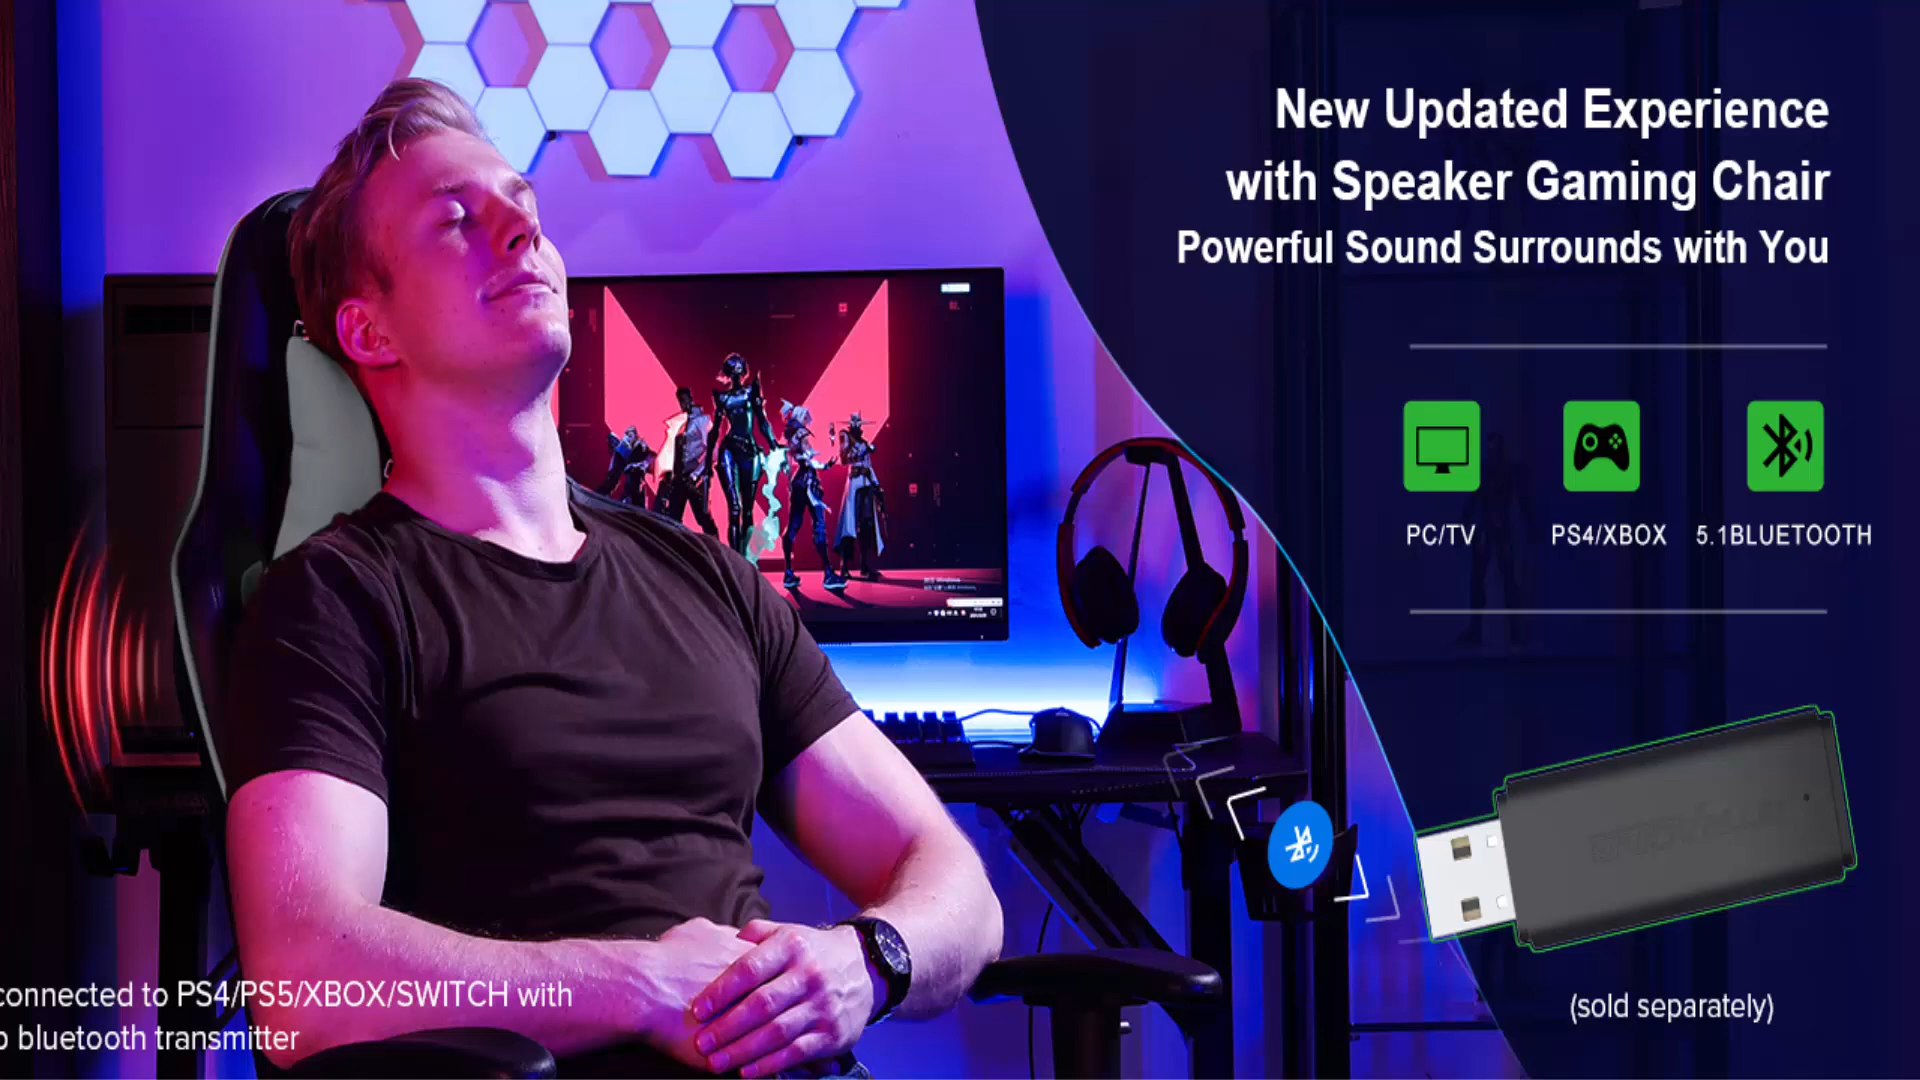 New Updated Experience
with Speaker Gaming Chair
Powerful Sound Surrounds with You
PC/TV
PS4/XBOX
5.1BLUETOOTH
connected to PS4/PS5/XBOX/SWITCH with
bluetooth transmitter
(sold separately)